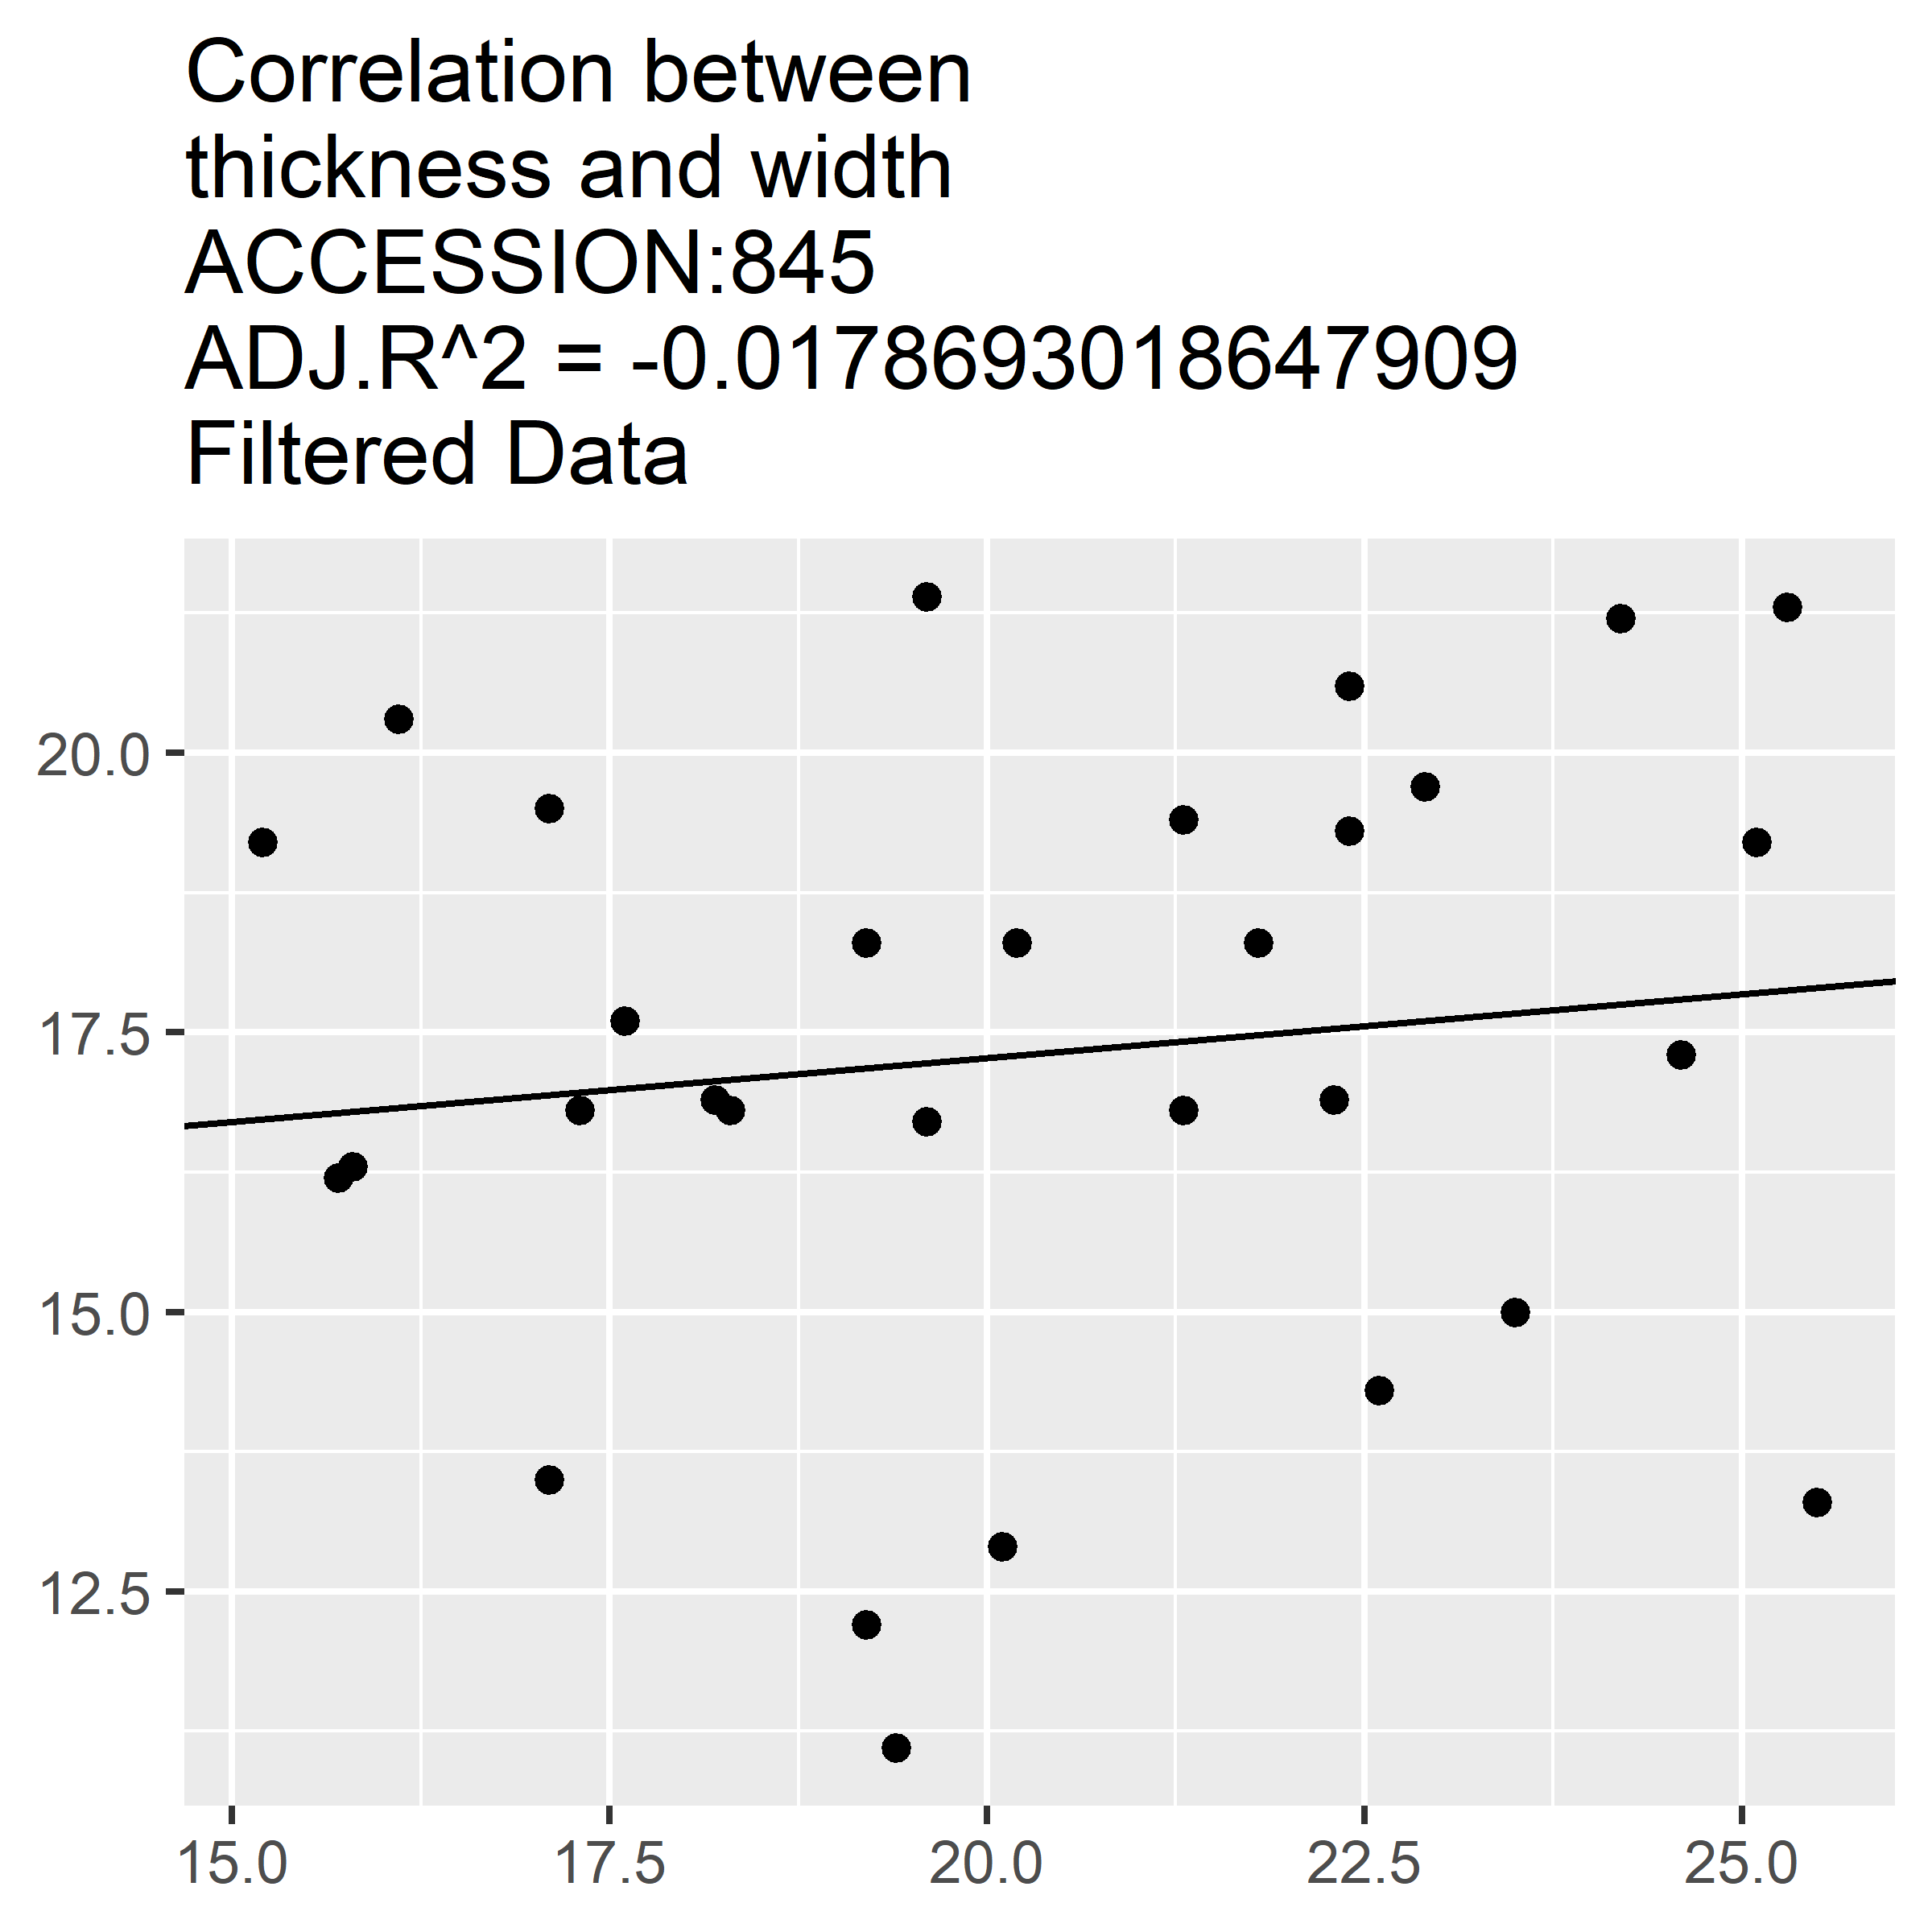 Correlation between
thickness and width
ACCESSION:845
ADJ.R^2 = -0.0178693018647909
Filtered Data
20.0
17.5
15.0
12.5
15.0 17.5 20.0 22.5 25.0